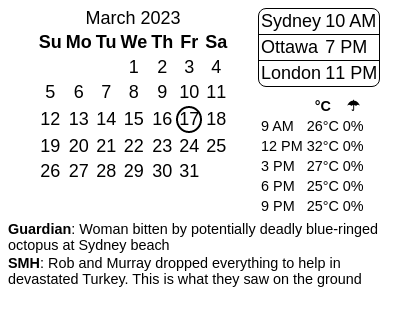 March 2023
Su Mo Tu We Th Fr Sa
1 2 3 4
5 6 7 8 9 10 11
12 13 14 15 16 17 18
19 20 21 22 23 24 25
26 27 28 29 30 31
Sydney 10 AM
Ottawa 7 PM
London 11 PM
°C ☂
9 AM 26°C 0%
12 PM 32°C 0%
3 PM 27°C 0%
6 PM 25°C 0%
9 PM 25°C 0%
Guardian: Woman bitten by potentially deadly blue-ringed
octopus at Sydney beach
SMH: Rob and Murray dropped everything to help in
devastated Turkey. This is what they saw on the ground